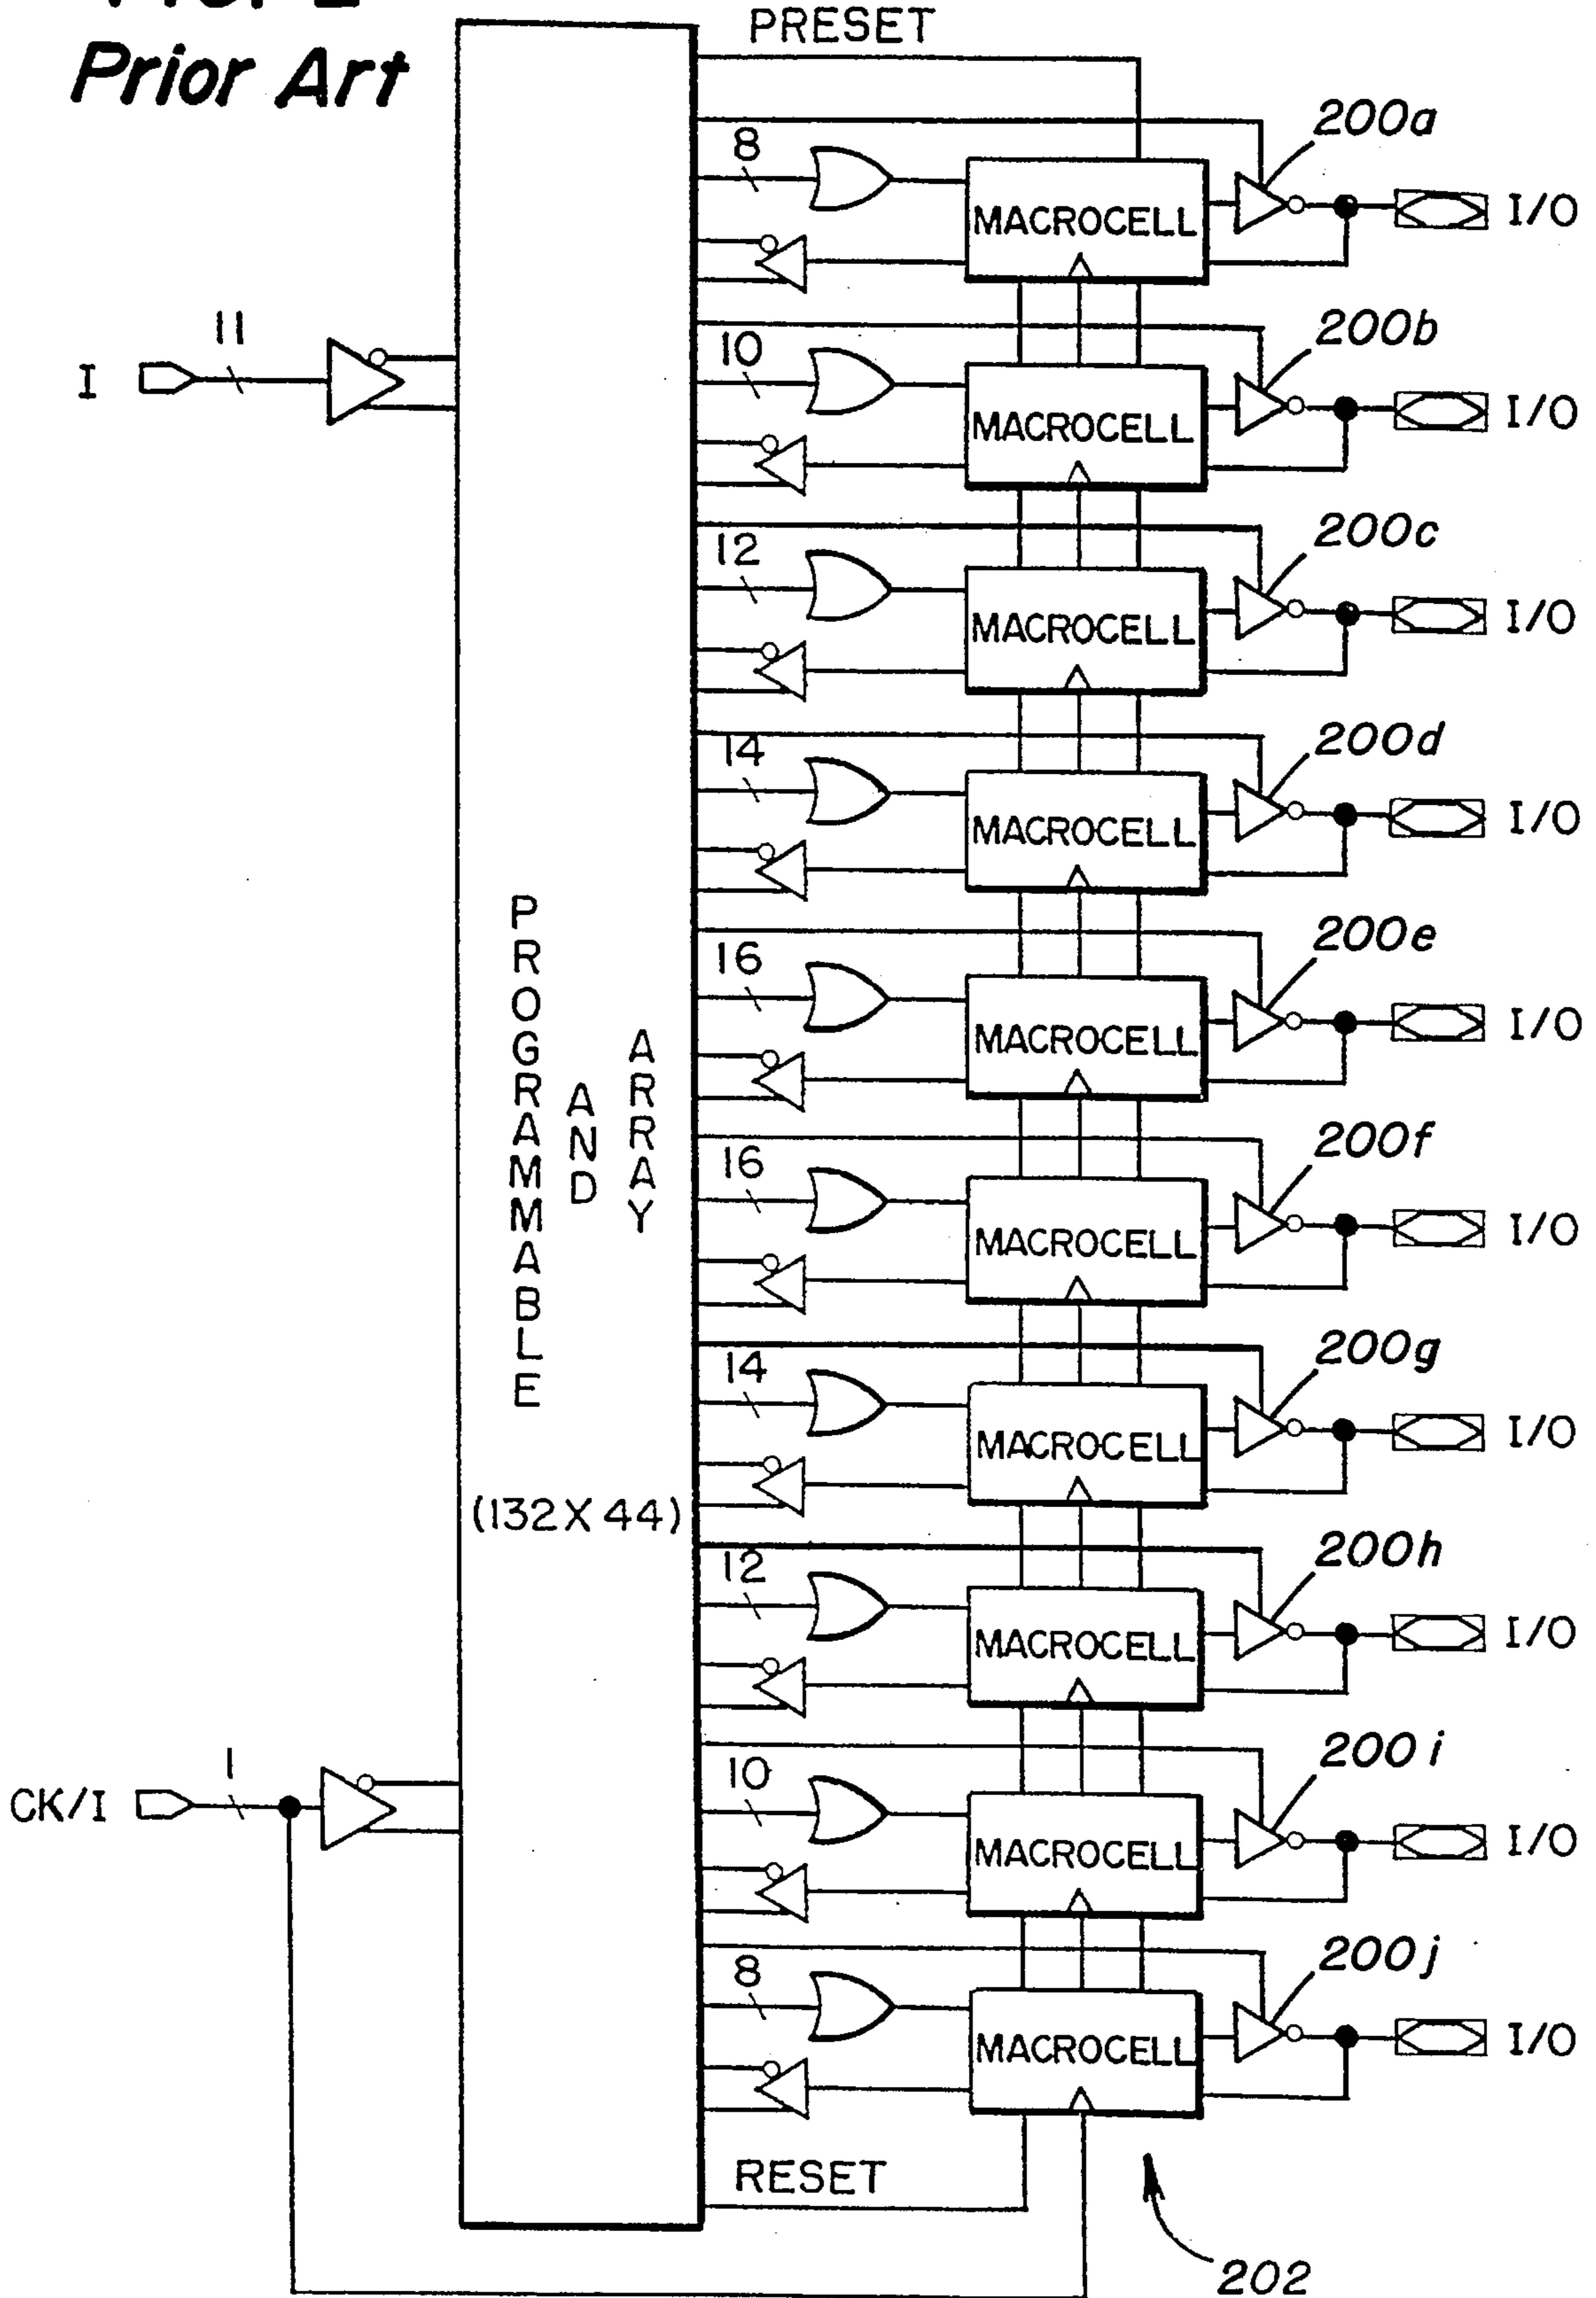 Prior Art
PRESET
200a
8
MACROCELL
I/O
11
I
200b
10
MACROCELL
I/O
200c
12
MACROCELL
I/O
200d
14
MACROCELL
I/O
200e
16
MACROCELL
I/O
PROGRAMMABLE
AND
ARRAY
(132X44)
200f
16
MACROCELL
I/O
200g
14
MACROCELL
I/O
200h
12
MACROCELL
I/O
1
CK/I
200i
10
MACROCELL
I/O
200j
8
MACROCELL
I/O
RESET
202